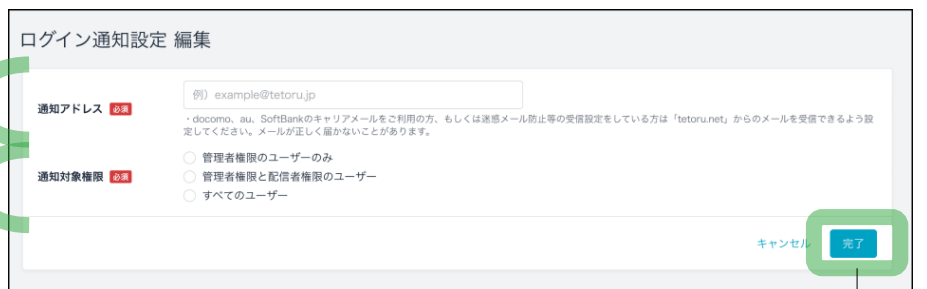 ログイン通知設定 編集
通知アドレス 必須
例）example@tetoru.jp
・docomo、au、SoftBankのキャリアメールをご利用の方、もしくは迷惑メール防止等の受信設定をしている方は「tetoru.net」からのメールを受信できるよう設
定してください。メールが正しく届かないことがあります。
通知対象権限 必須
管理者権限のユーザーのみ
管理者権限と配信者権限のユーザー
すべてのユーザー
キャンセル 完了